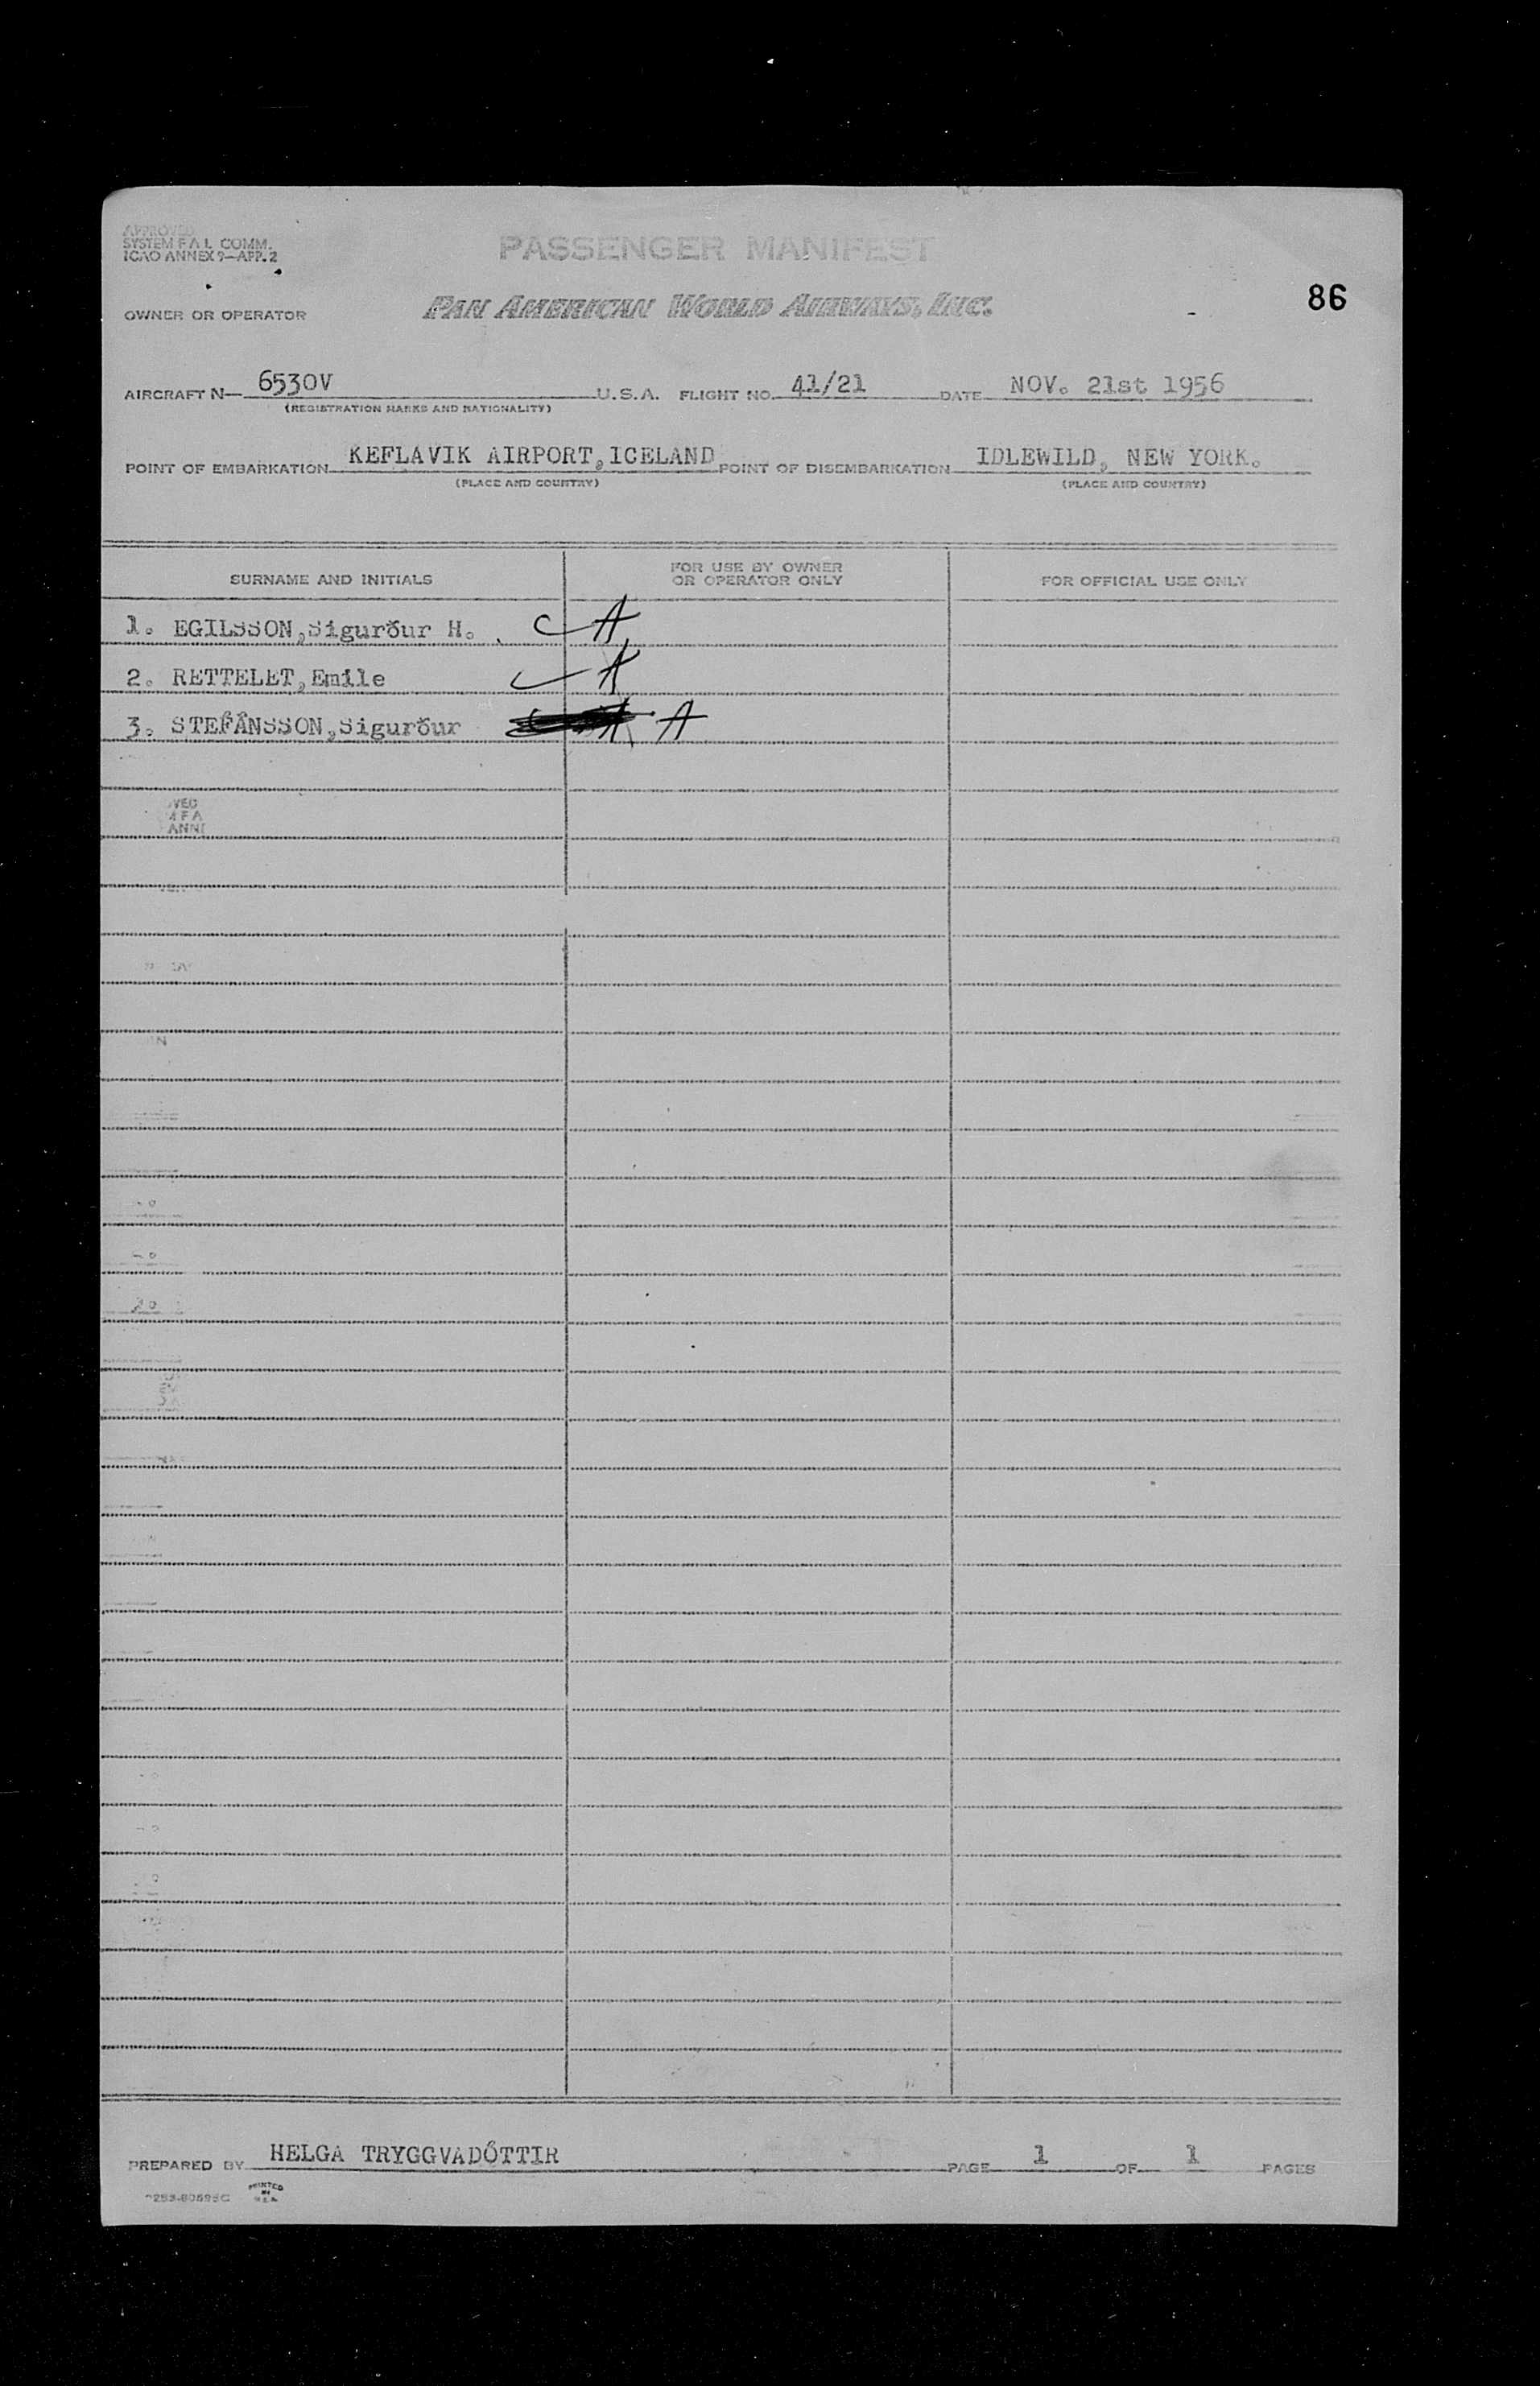 APPROVED
SYSTEM F A L COMM.
ICAO ANNEX 9—APP. 2
PASSENGER MANIFEST
86
OWNER OR OPERATOR PAN AMERICAN WORLD AIRWAYS, INC.
AIRCRAFT N— 6530V U.S.A. FLIGHT NO. 41/21 DATE NOV. 21st 1956
(REGISTRATION MARKS AND NATIONALITY)
POINT OF EMBARKATION KEFLAVIK AIRPORT, ICELAND POINT OF DISEMBARKATION IDLEWILD, NEW YORK.
(PLACE AND COUNTRY) (PLACE AND COUNTRY)
SURNAME AND INITIALS FOR USE BY OWNER OR OPERATOR ONLY FOR OFFICIAL USE ONLY
1. EGILSSON, Sigurður H. C A
2. RETTELET, Emile A
3. STEFÁNSSON, Sigurður A
VED
M F A
ANNE
PREPARED BY HELGA TRYGGVADÓTTIR PAGE 1 OF 1 PAGES
PRINTED
IN
U.S.A.